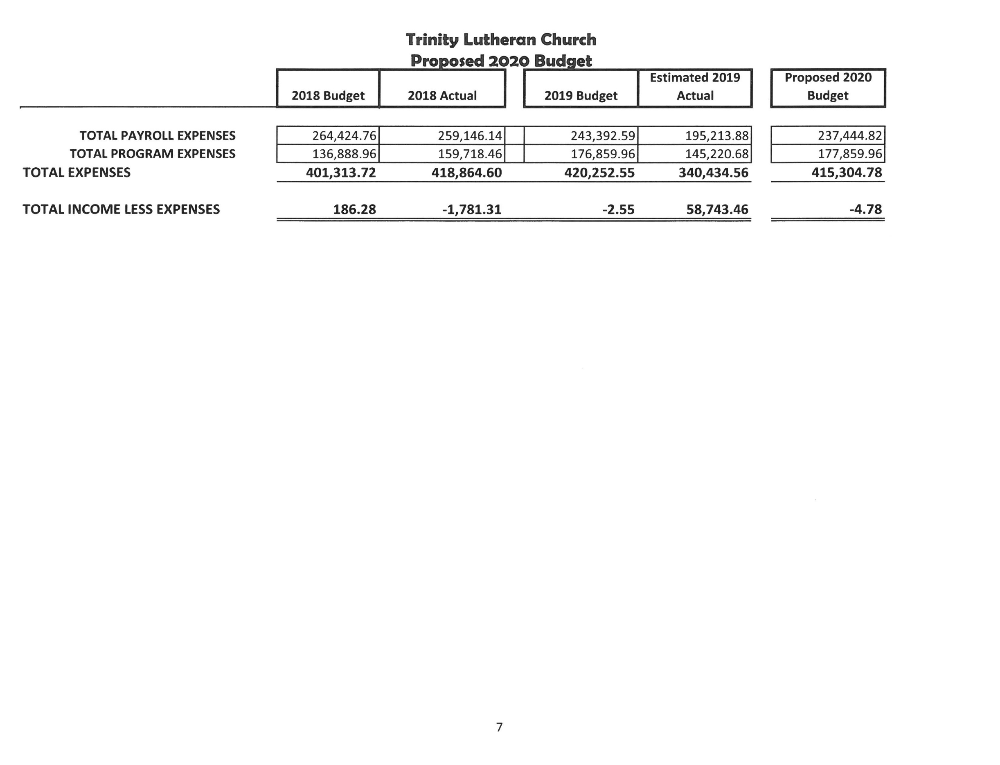 Trinity Lutheran Church
Proposed 2020 Budget
2018 Budget 2018 Actual 2019 Budget Estimated 2019 Actual Proposed 2020 Budget
TOTAL PAYROLL EXPENSES 264,424.76 259,146.14 243,392.59 195,213.88 237,444.82
TOTAL PROGRAM EXPENSES 136,888.96 159,718.46 176,859.96 145,220.68 177,859.96
TOTAL EXPENSES 401,313.72 418,864.60 420,252.55 340,434.56 415,304.78
TOTAL INCOME LESS EXPENSES 186.28 -1,781.31 -2.55 58,743.46 -4.78
7